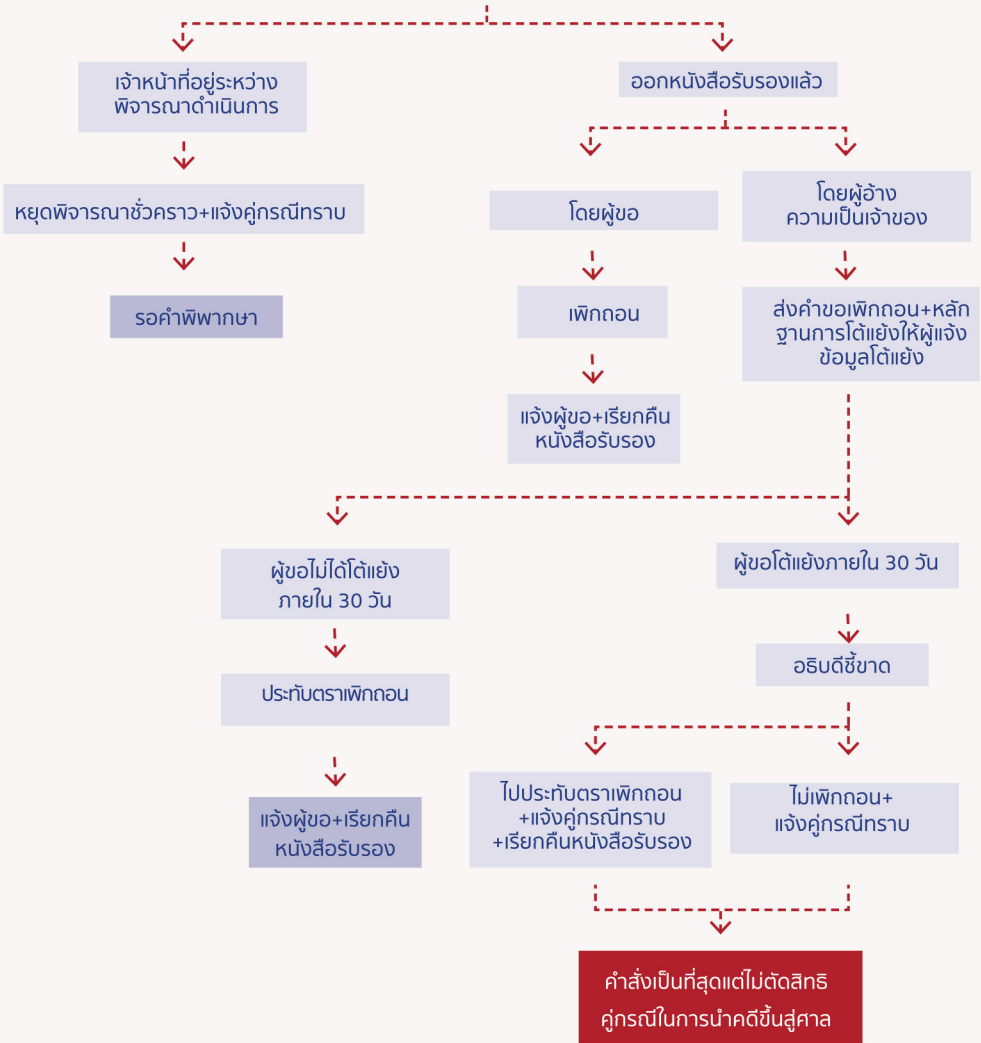 เจ้าหน้าที่อยู่ระหว่าง
พิจารณาดำเนินการ
ออกหนังสือรับรองแล้ว
หยุดพิจารณาชั่วคราว+แจ้งคู่กรณีทราบ
โดยผู้ขอ
โดยผู้อ้าง
ความเป็นเจ้าของ
รอคำพิพากษา
เพิกถอน
ส่งคำขอเพิกถอน+หลัก
ฐานการโต้แย้งให้ผู้แจ้ง
ข้อมูลโต้แย้ง
แจ้งผู้ขอ+เรียกคืน
หนังสือรับรอง
ผู้ขอไม่ได้โต้แย้ง
ภายใน 30 วัน
ผู้ขอโต้แย้งภายใน 30 วัน
ประทับตราเพิกถอน
อธิบดีชี้ขาด
แจ้งผู้ขอ+เรียกคืน
หนังสือรับรอง
ไปประทับตราเพิกถอน
+แจ้งคู่กรณีทราบ
+เรียกคืนหนังสือรับรอง
ไม่เพิกถอน+
แจ้งคู่กรณีทราบ
คำสั่งเป็นที่สุดแต่ไม่ตัดสิทธิ
คู่กรณีในการนำคดีขึ้นสู่ศาล